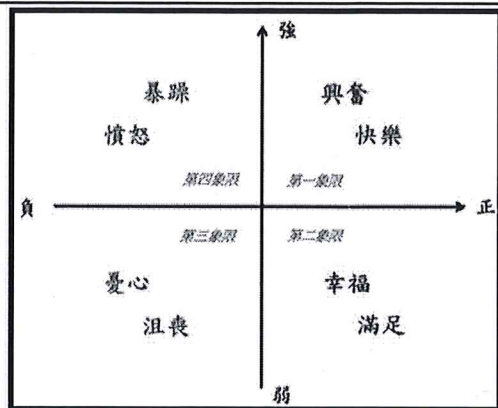 強
暴躁 興奮
憤怒 快樂
第四象限 第一象限
負 正
第三象限 第二象限
憂心 幸福
沮喪 滿足
弱